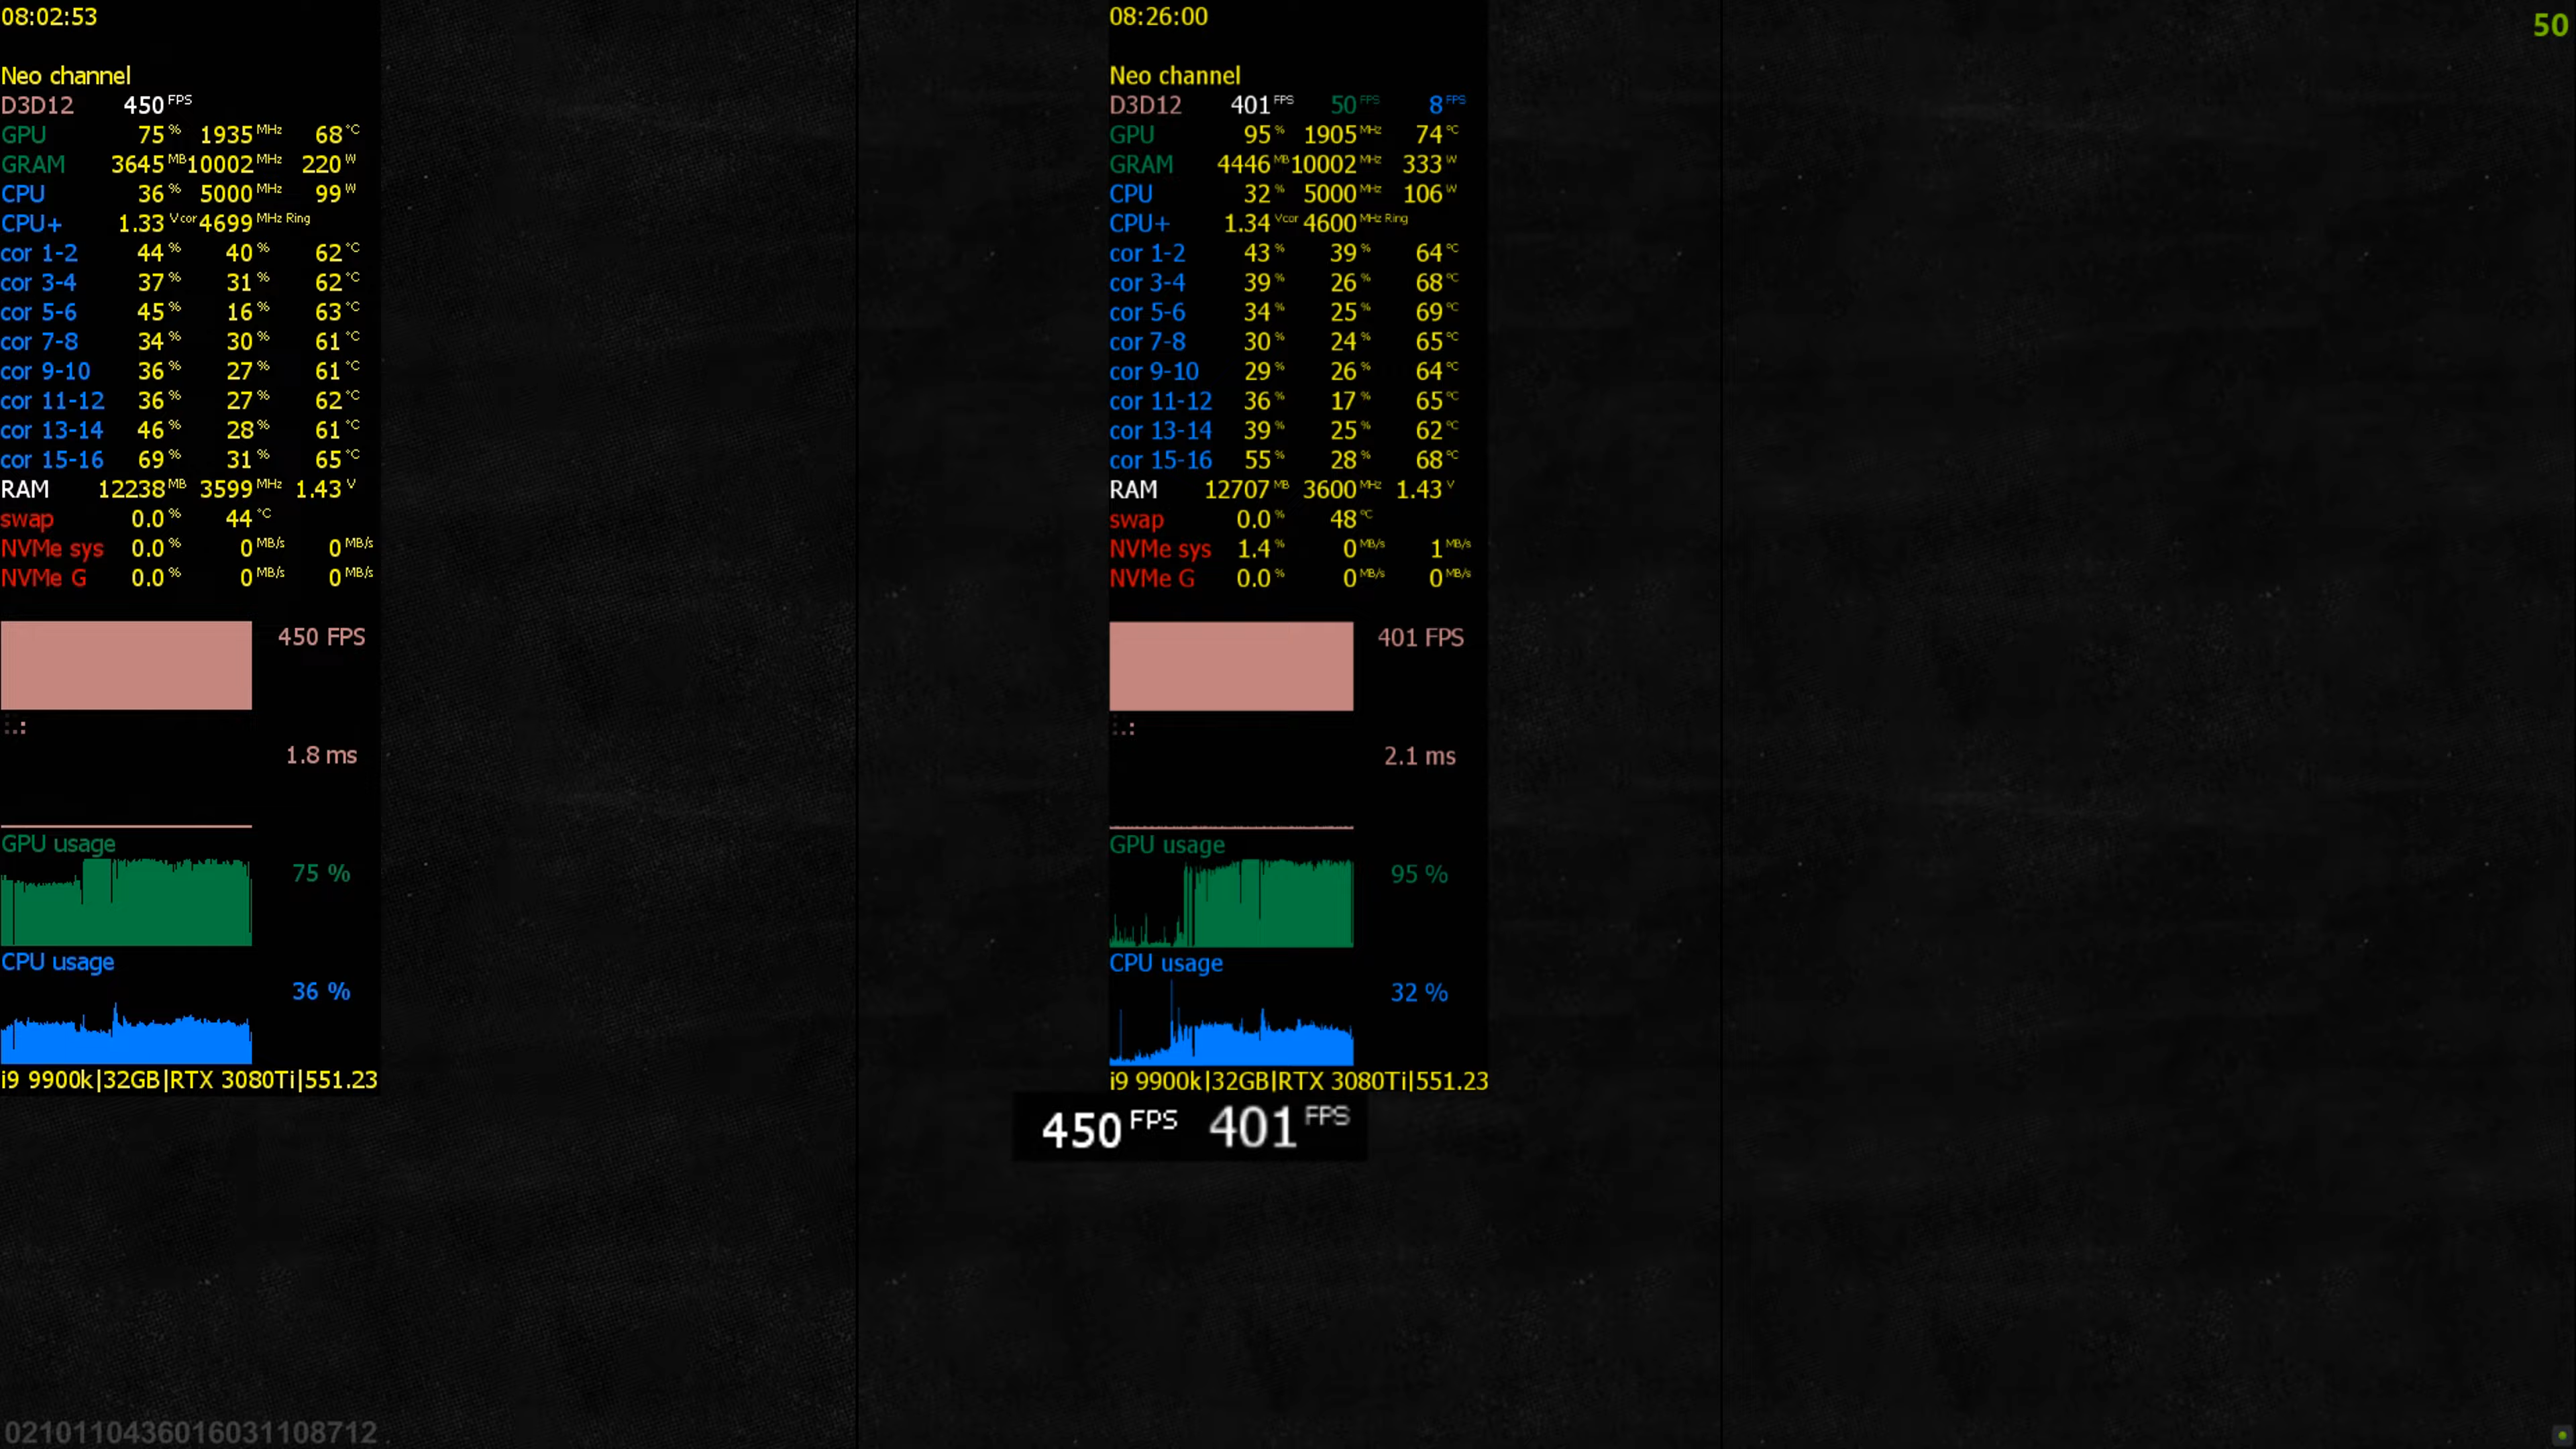 08:02:53
Neo channel
D3D12 450 FPS
GPU 75 % 1935 MHz 68 °C
GRAM 3645 MB 10002 MHz 220 W
CPU 36 % 5000 MHz 99 W
CPU+ 1.33 Vcor 4699 MHz Ring
cor 1-2 44 % 40 % 62 °C
cor 3-4 37 % 31 % 62 °C
cor 5-6 45 % 16 % 63 °C
cor 7-8 34 % 30 % 61 °C
cor 9-10 36 % 27 % 61 °C
cor 11-12 36 % 27 % 62 °C
cor 13-14 46 % 28 % 61 °C
cor 15-16 69 % 31 % 65 °C
RAM 12238 MB 3599 MHz 1.43 V
swap 0.0 % 44 °C
NVMe sys 0.0 % 0 MB/s 0 MB/s
NVMe G 0.0 % 0 MB/s 0 MB/s
450 FPS
1.8 ms
GPU usage
75 %
CPU usage
36 %
i9 9900k|32GB|RTX 3080Ti|551.23
08:26:00
Neo channel
D3D12 401 FPS 50 FPS 8 FPS
GPU 95 % 1905 MHz 74 °C
GRAM 4446 MB 10002 MHz 333 W
CPU 32 % 5000 MHz 106 W
CPU+ 1.34 Vcor 4600 MHz Ring
cor 1-2 43 % 39 % 64 °C
cor 3-4 39 % 26 % 68 °C
cor 5-6 34 % 25 % 69 °C
cor 7-8 30 % 24 % 65 °C
cor 9-10 29 % 26 % 64 °C
cor 11-12 36 % 17 % 65 °C
cor 13-14 39 % 25 % 62 °C
cor 15-16 55 % 28 % 68 °C
RAM 12707 MB 3600 MHz 1.43 V
swap 0.0 % 48 °C
NVMe sys 1.4 % 0 MB/s 1 MB/s
NVMe G 0.0 % 0 MB/s 0 MB/s
401 FPS
2.1 ms
GPU usage
95 %
CPU usage
32 %
i9 9900k|32GB|RTX 3080Ti|551.23
450 FPS 401 FPS
50
0210110436016031108712